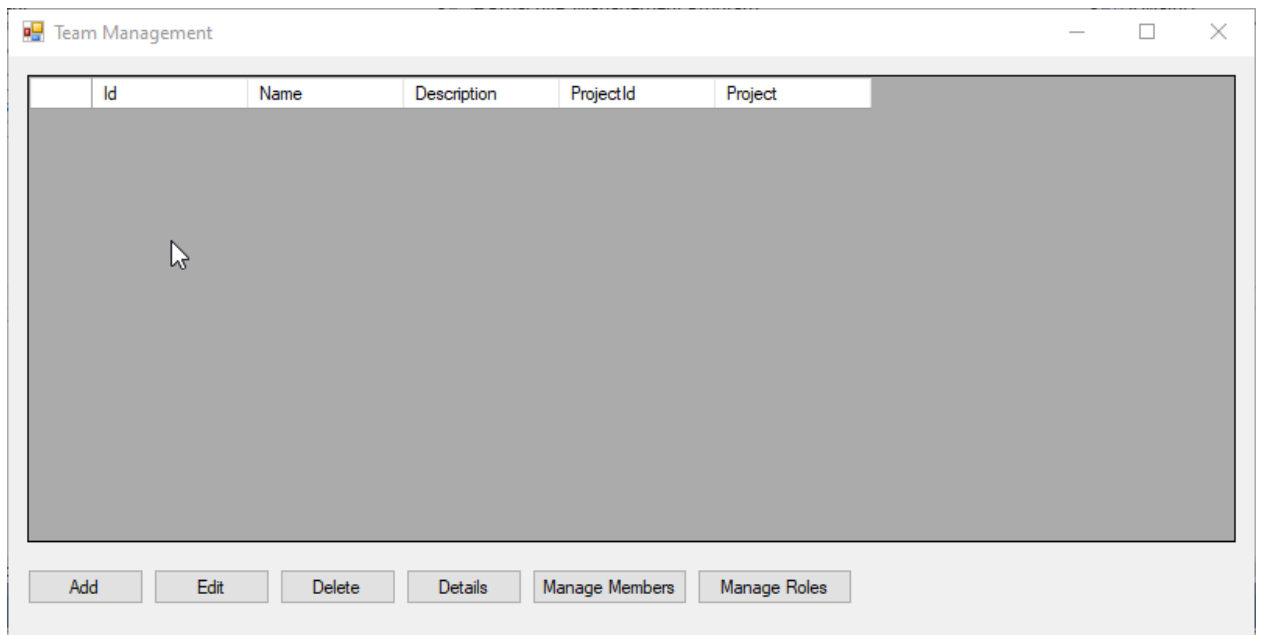 Team Management
Id Name Description ProjectId Project
Add Edit Delete Details Manage Members Manage Roles